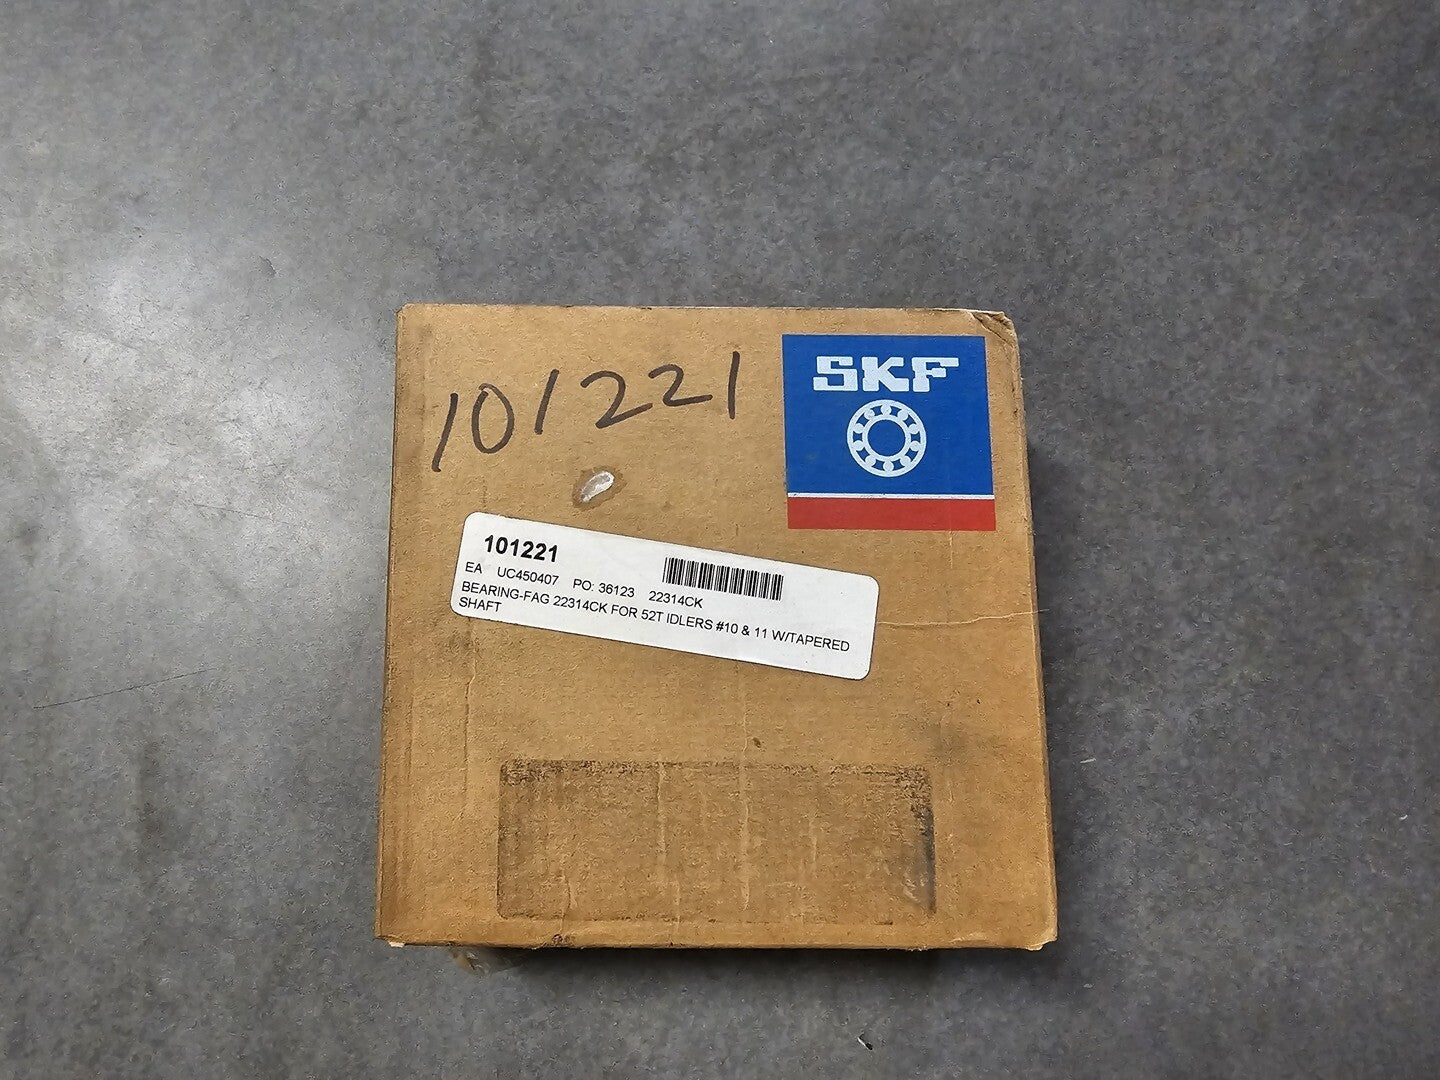 101221
SKF
101221
EA UC450407 PO: 36123 22314CK
BEARING-FAG 22314CK FOR 52T IDLERS #10 & 11 W/TAPERED
SHAFT